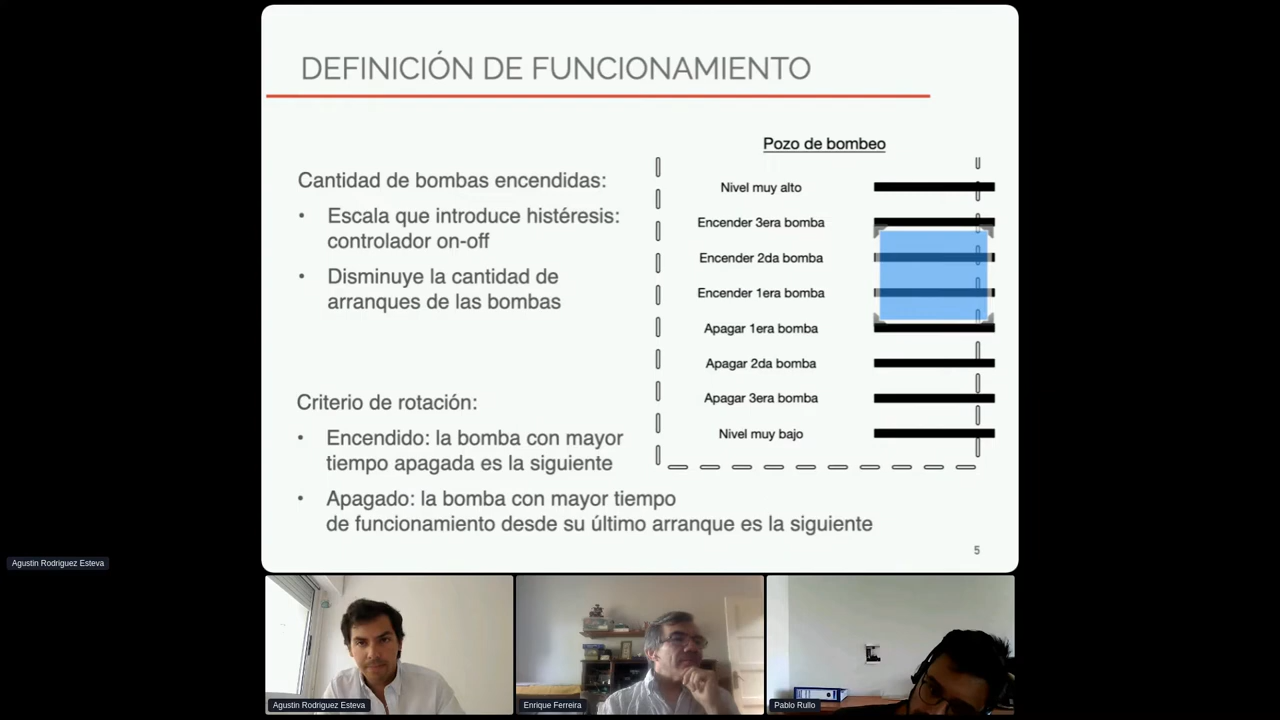 DEFINICIÓN DE FUNCIONAMIENTO
Cantidad de bombas encendidas:
• Escala que introduce histéresis:
controlador on-off
• Disminuye la cantidad de
arranques de las bombas
Criterio de rotación:
• Encendido: la bomba con mayor
tiempo apagada es la siguiente
• Apagado: la bomba con mayor tiempo
de funcionamiento desde su último arranque es la siguiente
Pozo de bombeo
Nivel muy alto
Encender 3era bomba
Encender 2da bomba
Encender 1era bomba
Apagar 1era bomba
Apagar 2da bomba
Apagar 3era bomba
Nivel muy bajo
5
Agustin Rodriguez Esteva
Agustin Rodriguez Esteva
Enrique Ferreira
Pablo Rullo